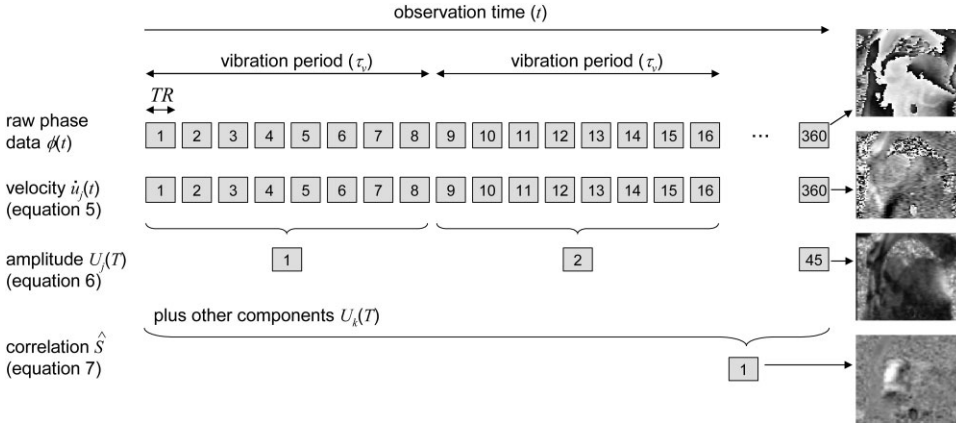 observation time (t)
vibration period (τv) vibration period (τv)
TR
raw phase
data ϕ(t)
1 2 3 4 5 6 7 8 9 10 11 12 13 14 15 16 ... 360
velocity u̇j(t)
(equation 5)
1 2 3 4 5 6 7 8 9 10 11 12 13 14 15 16 360
amplitude Uj(T)
(equation 6)
1 2 45
plus other components Uk(T)
correlation Ŝ
(equation 7)
1